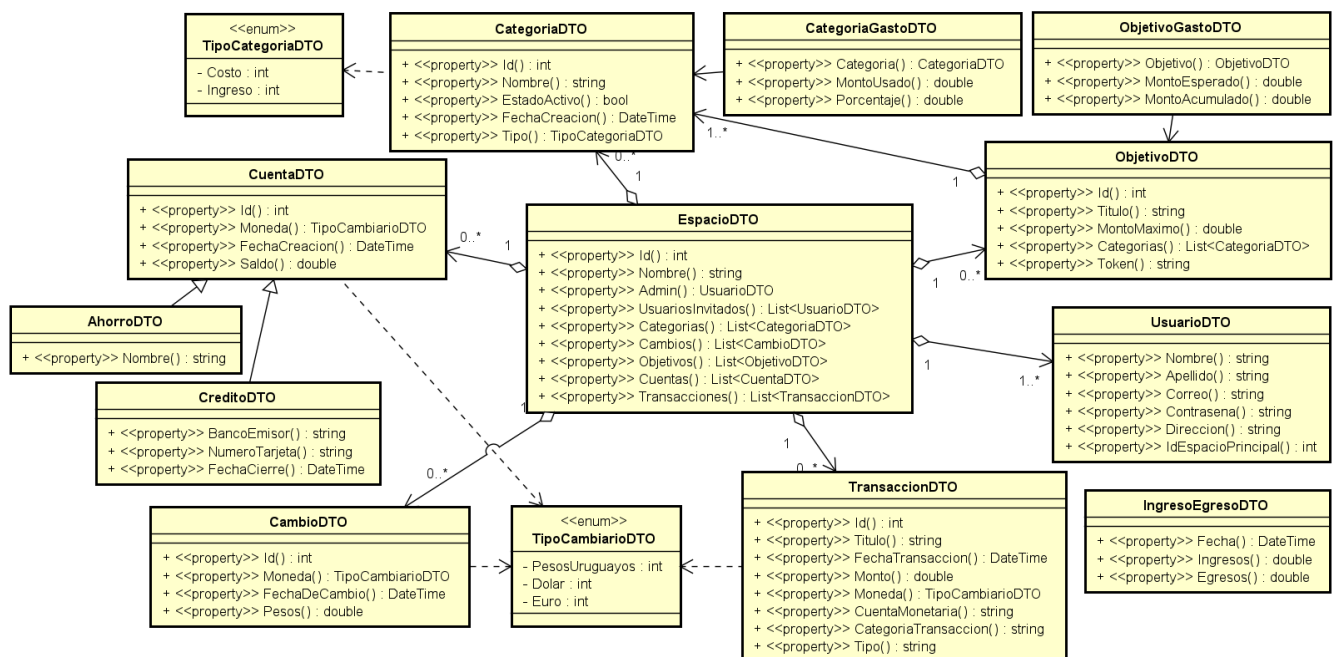 <<enum>>
TipoCategoriaDTO
- Costo : int
- Ingreso : int
CategoriaDTO
+ <<property>> Id() : int
+ <<property>> Nombre() : string
+ <<property>> EstadoActivo() : bool
+ <<property>> FechaCreacion() : DateTime
+ <<property>> Tipo() : TipoCategoriaDTO
CategoriaGastoDTO
+ <<property>> Categoria() : CategoriaDTO
+ <<property>> MontoUsado() : double
+ <<property>> Porcentaje() : double
ObjetivoGastoDTO
+ <<property>> Objetivo() : ObjetivoDTO
+ <<property>> MontoEsperado() : double
+ <<property>> MontoAcumulado() : double
1..*
1
0..*
1
CuentaDTO
+ <<property>> Id() : int
+ <<property>> Moneda() : TipoCambiarioDTO
+ <<property>> FechaCreacion() : DateTime
+ <<property>> Saldo() : double
ObjetivoDTO
+ <<property>> Id() : int
+ <<property>> Titulo() : string
+ <<property>> MontoMaximo() : double
+ <<property>> Categorias() : List<CategoriaDTO>
+ <<property>> Token() : string
0..*
1
EspacioDTO
+ <<property>> Id() : int
+ <<property>> Nombre() : string
+ <<property>> Admin() : UsuarioDTO
+ <<property>> UsuariosInvitados() : List<UsuarioDTO>
+ <<property>> Categorias() : List<CategoriaDTO>
+ <<property>> Cambios() : List<CambioDTO>
+ <<property>> Objetivos() : List<ObjetivoDTO>
+ <<property>> Cuentas() : List<CuentaDTO>
+ <<property>> Transacciones() : List<TransaccionDTO>
1
0..*
1
1..*
AhorroDTO
+ <<property>> Nombre() : string
CreditoDTO
+ <<property>> BancoEmisor() : string
+ <<property>> NumeroTarjeta() : string
+ <<property>> FechaCierre() : DateTime
UsuarioDTO
+ <<property>> Nombre() : string
+ <<property>> Apellido() : string
+ <<property>> Correo() : string
+ <<property>> Contrasena() : string
+ <<property>> Direccion() : string
+ <<property>> IdEspacioPrincipal() : int
1
0..*
1
0..*
CambioDTO
+ <<property>> Id() : int
+ <<property>> Moneda() : TipoCambiarioDTO
+ <<property>> FechaDeCambio() : DateTime
+ <<property>> Pesos() : double
<<enum>>
TipoCambiarioDTO
- PesosUruguayos : int
- Dolar : int
- Euro : int
TransaccionDTO
+ <<property>> Id() : int
+ <<property>> Titulo() : string
+ <<property>> FechaTransaccion() : DateTime
+ <<property>> Monto() : double
+ <<property>> Moneda() : TipoCambiarioDTO
+ <<property>> CuentaMonetaria() : string
+ <<property>> CategoriaTransaccion() : string
+ <<property>> Tipo() : string
IngresoEgresoDTO
+ <<property>> Fecha() : DateTime
+ <<property>> Ingresos() : double
+ <<property>> Egresos() : double